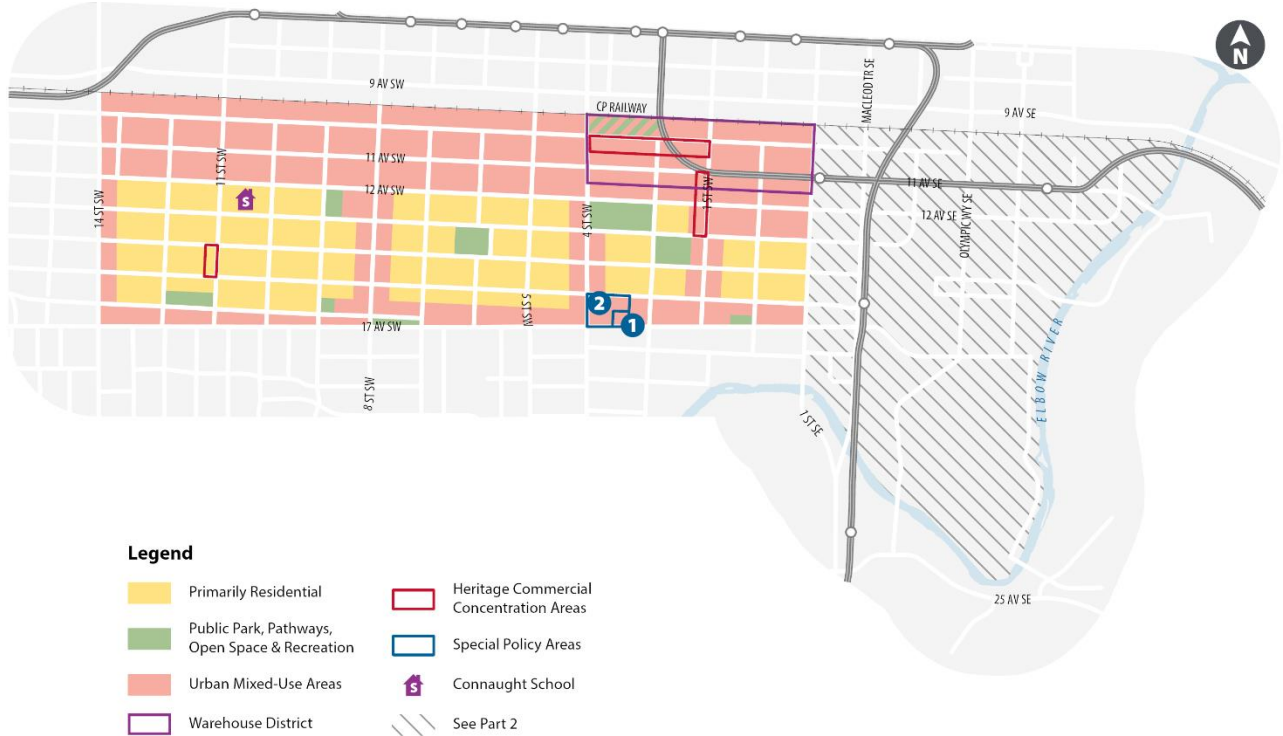 N
9 AV SW
CP RAILWAY
MACLEOD TR SE
9 AV SE
11 ST SW
11 AV SW
12 AV SW
14 ST SW
4 ST SW
1 ST SW
11 AV SE
12 AV SE
OLYMPIC WY SE
S
5 ST SW
2
1
17 AV SW
8 ST SW
1 ST SE
ELBOW RIVER
25 AV SE
Legend
Primarily Residential
Public Park, Pathways,
Open Space & Recreation
Urban Mixed-Use Areas
Warehouse District
Heritage Commercial
Concentration Areas
Special Policy Areas
S
Connaught School
See Part 2